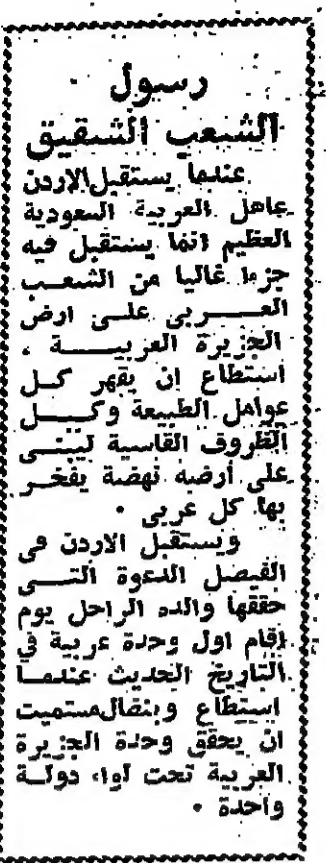 رسول
الشعب الشقيق
عندما يستقبل الاردن
عاهل العربية السعودية
العظيم انما يستقبل فيه
جزءا غاليا من الشعب
العربي على ارض
الجزيرة العربية ،
استطاع ان يقهر كل
عوامل الطبيعة وكل
الظروف القاسية ليبني
على أرضه نهضة يفخر
بها كل عربي .
ويستقبل الاردن في
الفيصل الدعوة التي
حققها والده الراحل يوم
اقام اول وحدة عربية في
التاريخ الحديث عندما
استطاع وبنضال مستميت
ان يحقق وحدة الجزيرة
العربية تحت لواء دولة
واحدة .